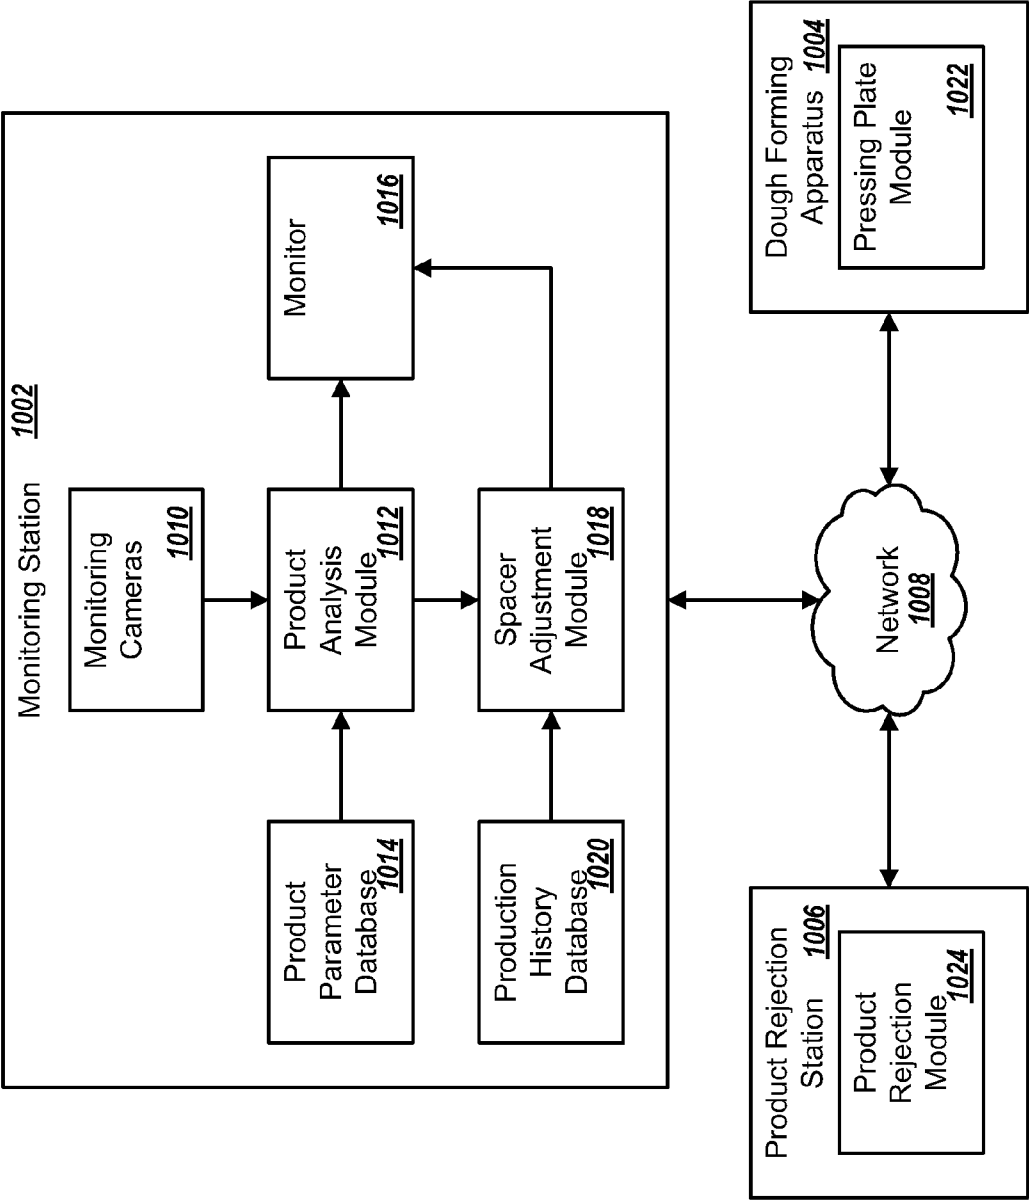 Monitoring Station 1002
Monitoring
Cameras
1010
Product
Parameter
Database
1014
Product
Analysis
Module
1012
Monitor
1016
Production
History
Database
1020
Spacer
Adjustment
Module
1018
Product Rejection
Station 1006
Product
Rejection
Module
1024
Network
1008
Dough Forming
Apparatus 1004
Pressing Plate
Module
1022